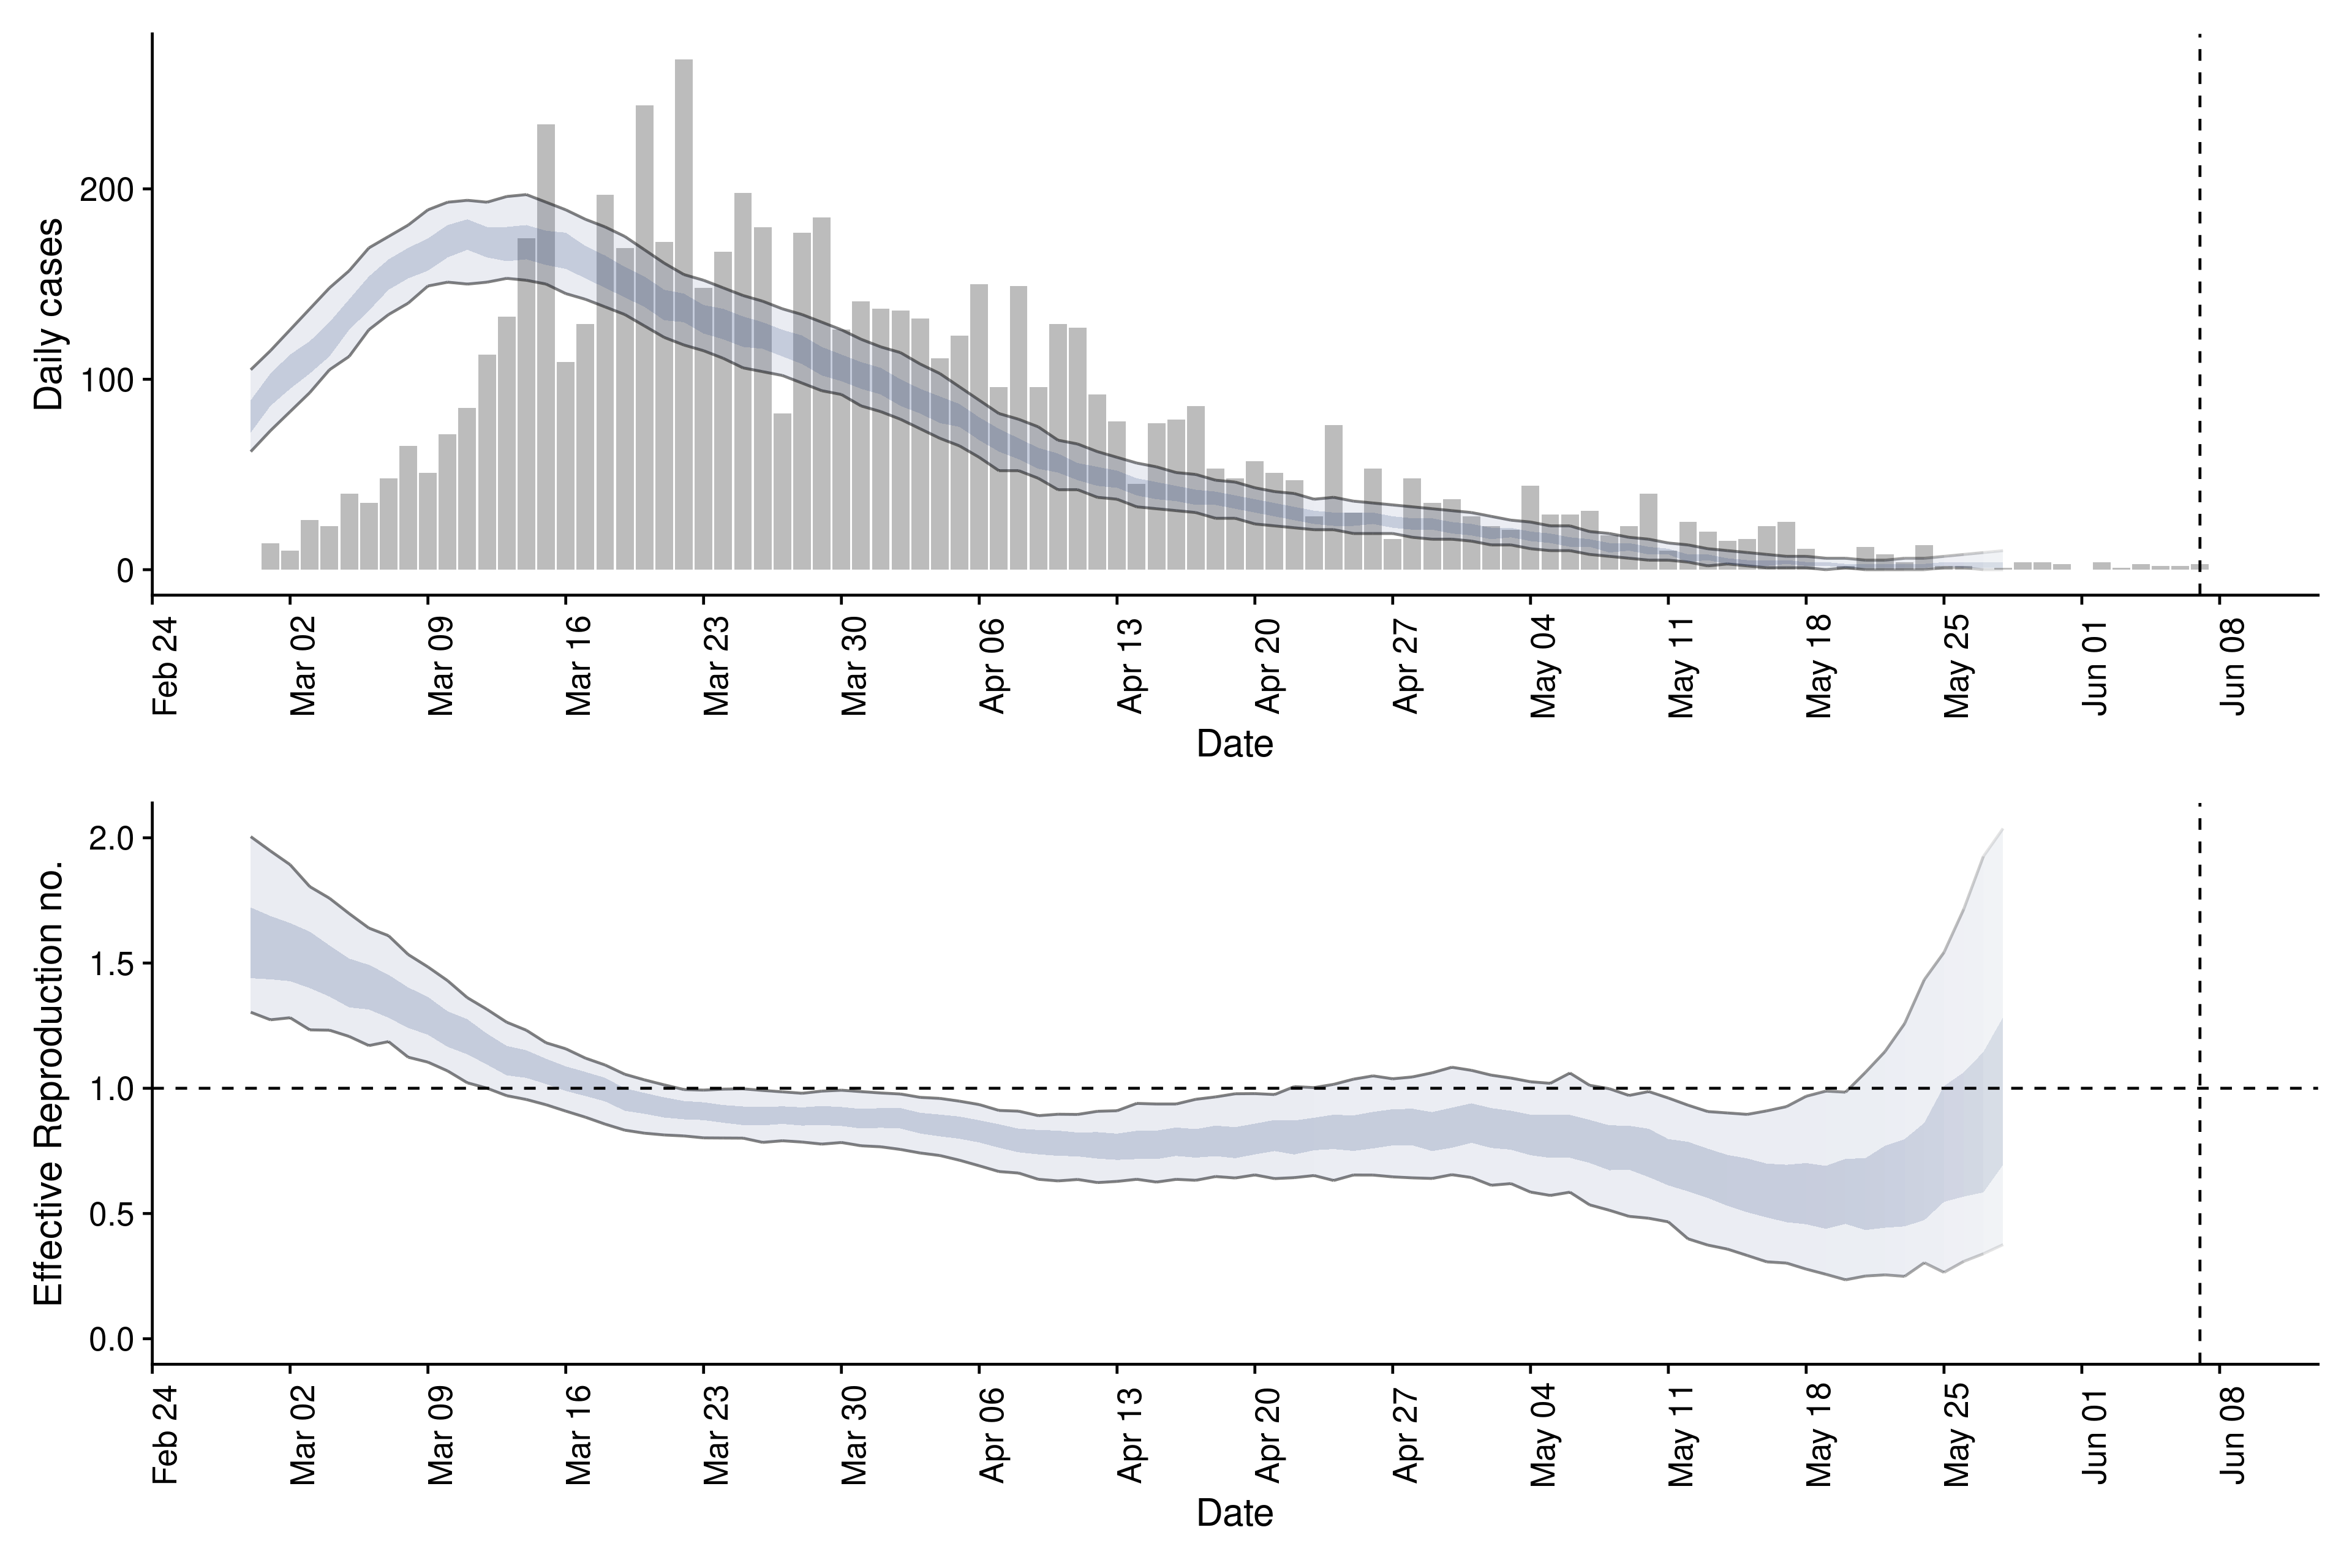 Daily cases
200
100
0
Feb 24
Mar 02
Mar 09
Mar 16
Mar 23
Mar 30
Apr 06
Apr 13
Apr 20
Apr 27
May 04
May 11
May 18
May 25
Jun 01
Jun 08
Date
Effective Reproduction no.
2.0
1.5
1.0
0.5
0.0
Feb 24
Mar 02
Mar 09
Mar 16
Mar 23
Mar 30
Apr 06
Apr 13
Apr 20
Apr 27
May 04
May 11
May 18
May 25
Jun 01
Jun 08
Date